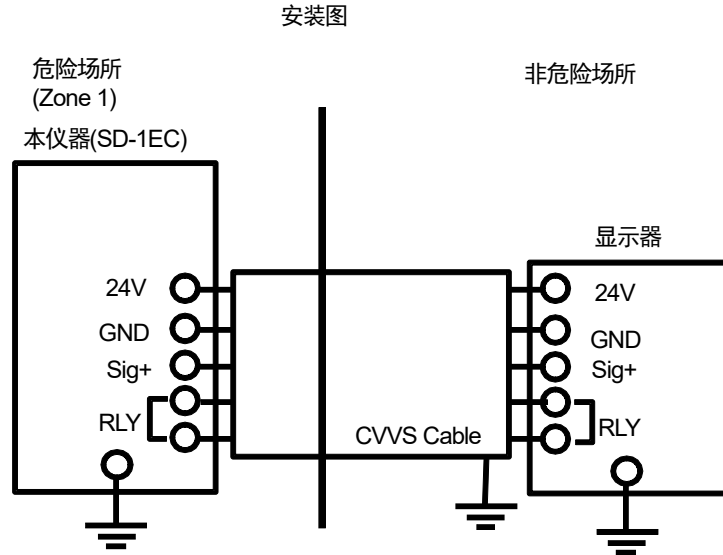 安装图
危险场所
(Zone 1)
非危险场所
本仪器(SD-1EC)
显示器
24V
GND
Sig+
RLY
CVVS Cable
24V
GND
Sig+
RLY